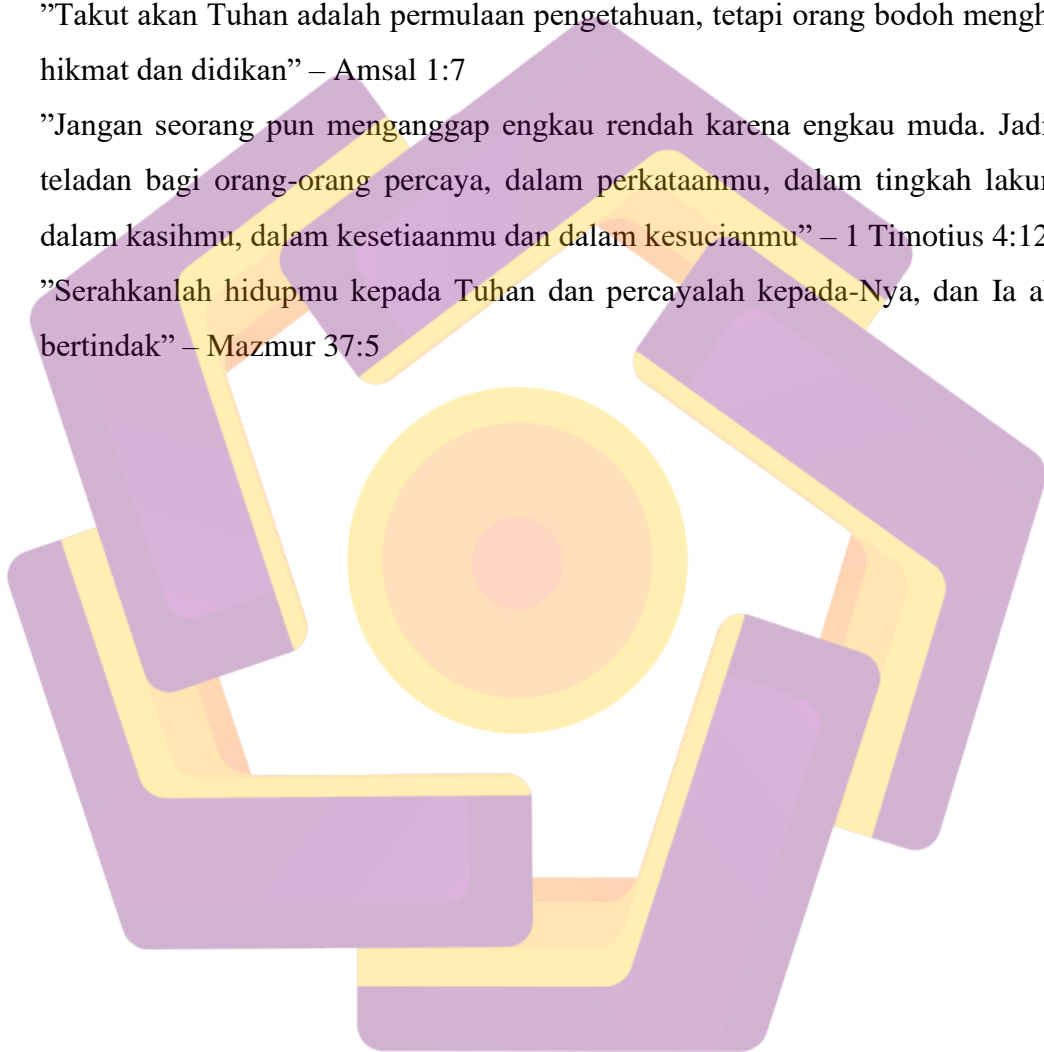 ”Takut akan Tuhan adalah permulaan pengetahuan, tetapi orang bodoh
hikmat dan didikan” – Amsal 1:7
”Jangan seorang pun menganggap engkau rendah karena engkau muda.
teladan bagi orang-orang percaya, dalam perkataanmu, dalam tingkah
dalam kasihmu, dalam kesetiaanmu dan dalam kesucianmu” – 1 Timotius 4:12
”Serahkanlah hidupmu kepada Tuhan dan percayalah kepada-Nya, dan Ia
bertindak” – Mazmur 37:5